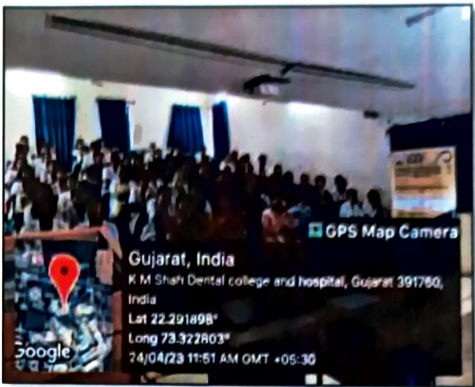 GPS Map Camera
Gujarat, India
K M Shah Dental college and hospital, Gujarat 391760,
India
Lat 22.291898°
Long 73.322803°
24/04/23 11:51 AM GMT +05:30
Google